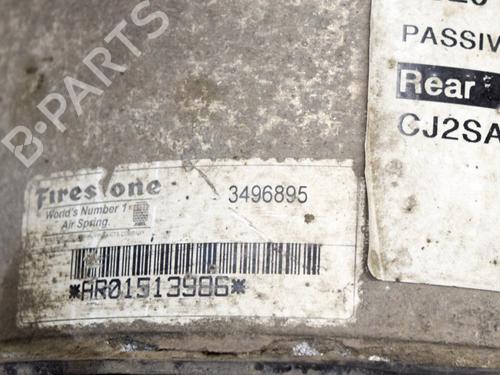 PASSIV
Rear
CJ2SA
Firestone
3496895
World's Number 1
Air Spring.
*AR01513986*
B-PARTS